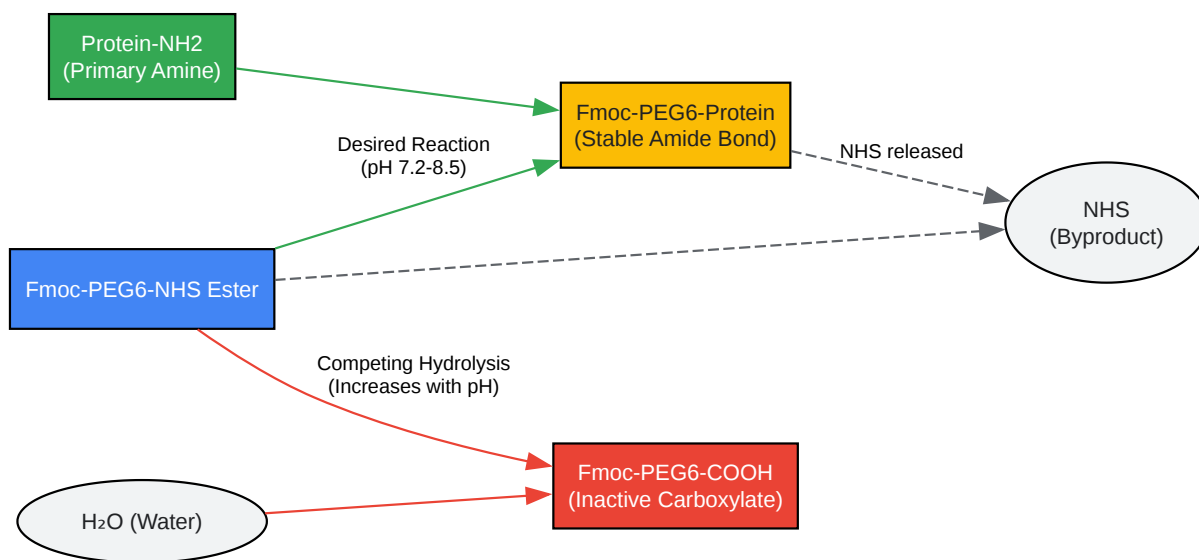 Protein-NH2
(Primary Amine)
Fmoc-PEG6-Protein
(Stable Amide Bond)
Desired Reaction
(pH 7.2-8.5)
NHS released
NHS
(Byproduct)
Fmoc-PEG6-NHS Ester
Competing Hydrolysis
(Increases with pH)
Fmoc-PEG6-COOH
(Inactive Carboxylate)
H₂O (Water)